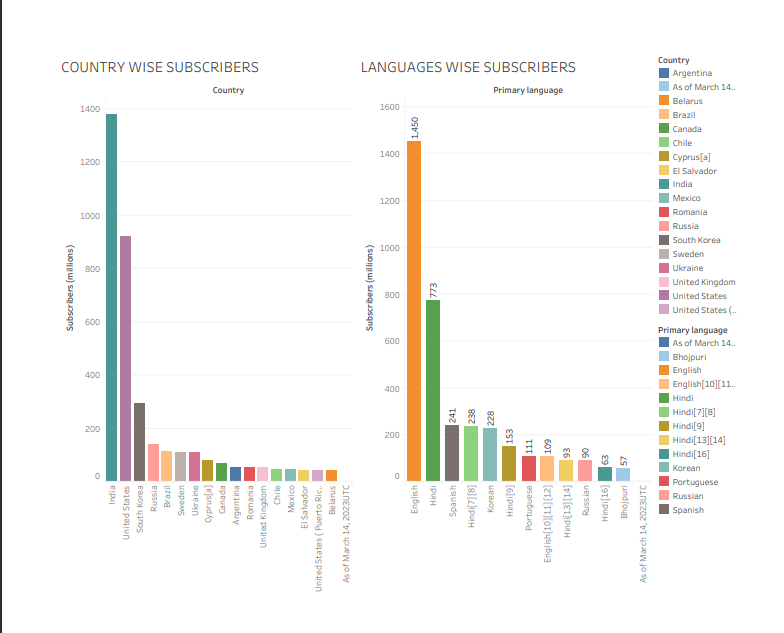 COUNTRY WISE SUBSCRIBERS
Country
Subscribers (millions)
1400
1200
1000
800
600
400
200
0
India
United States
South Korea
Russia
Brazil
Sweden
Ukraine
Cyprus[a]
Canada
Argentina
Romania
United Kingdom
Chile
Mexico
El Salvador
United States ( Puerto Ric..
Belarus
As of March 14, 2023UTC
LANGUAGES WISE SUBSCRIBERS
Primary language
Subscribers (millions)
1600
1400
1200
1000
800
600
400
200
0
1,450
773
241
238
228
153
111
109
93
90
63
57
English
Hindi
Spanish
Hindi[7][8]
Korean
Hindi[9]
Portuguese
English[10][11][12]
Hindi[13][14]
Russian
Hindi[16]
Bhojpuri
As of March 14, 2023UTC
Country
Argentina
As of March 14..
Belarus
Brazil
Canada
Chile
Cyprus[a]
El Salvador
India
Mexico
Romania
Russia
South Korea
Sweden
Ukraine
United Kingdom
United States
United States (..
Primary language
As of March 14..
Bhojpuri
English
English[10][11..
Hindi
Hindi[7][8]
Hindi[9]
Hindi[13][14]
Hindi[16]
Korean
Portuguese
Russian
Spanish